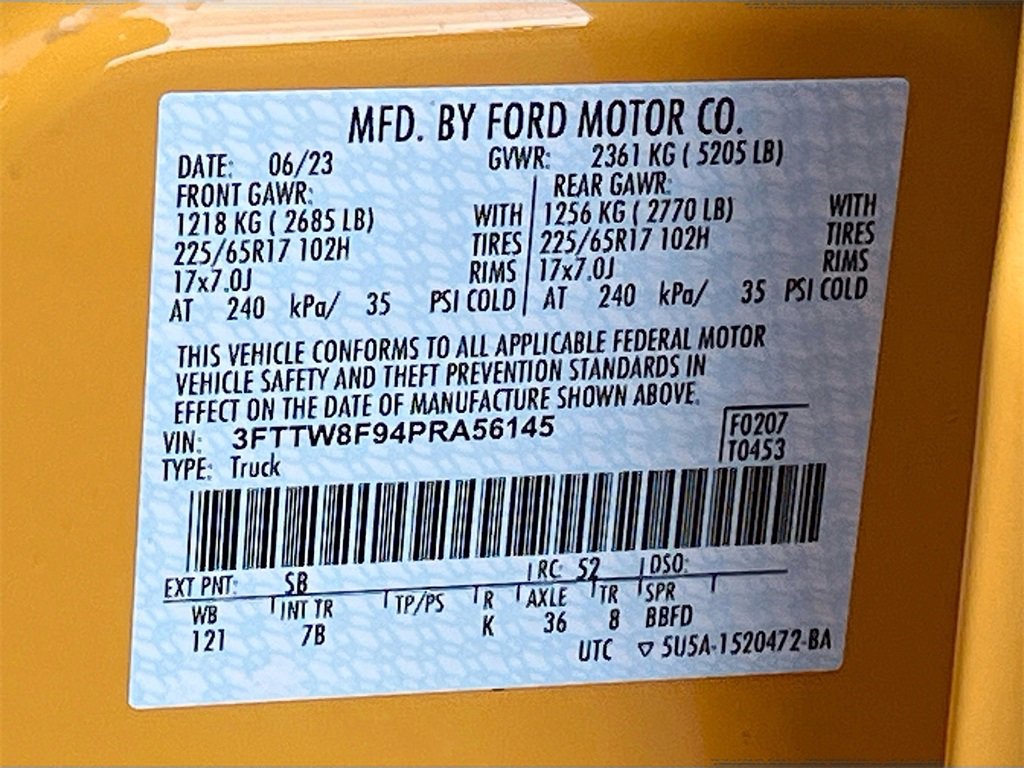 MFD. BY FORD MOTOR CO.
DATE: 06/23 GVWR: 2361 KG ( 5205 LB)
FRONT GAWR: REAR GAWR:
1218 KG ( 2685 LB) WITH 1256 KG ( 2770 LB) WITH
225/65R17 102H TIRES 225/65R17 102H TIRES
17x7.0J RIMS 17x7.0J RIMS
AT 240 kPa/ 35 PSI COLD AT 240 kPa/ 35 PSI COLD
THIS VEHICLE CONFORMS TO ALL APPLICABLE FEDERAL MOTOR
VEHICLE SAFETY AND THEFT PREVENTION STANDARDS IN
EFFECT ON THE DATE OF MANUFACTURE SHOWN ABOVE.
VIN: 3FTTW8F94PRA56145 F0207
TYPE: Truck T0453
EXT PNT: SB RC: 52 DSO:
WB INT TR TP/PS R AXLE TR SPR
121 7B K 36 8 BBFD
UTC ▽ 5U5A-1520472-BA